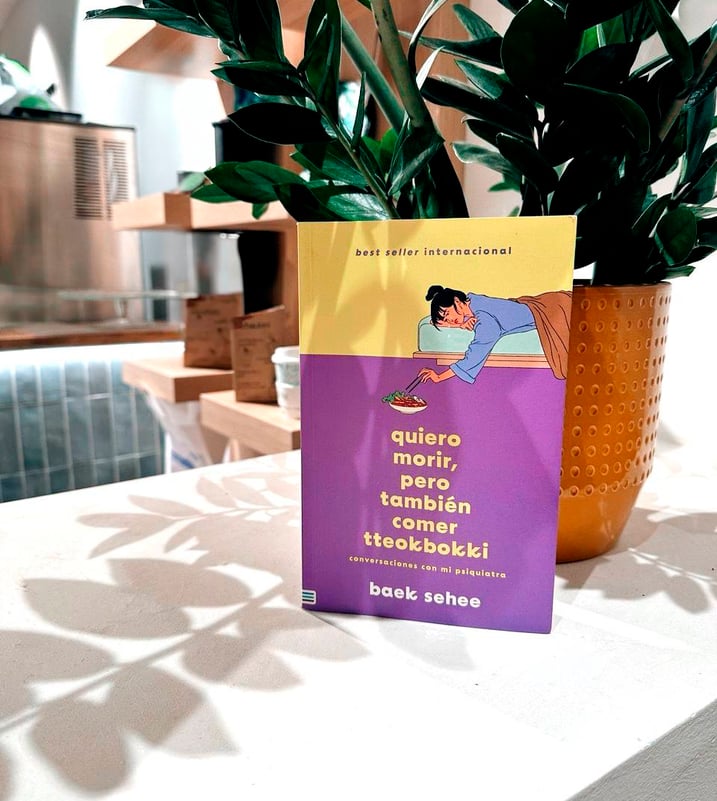 best seller internacional
quiero
morir,
pero
también
comer
tteokbokki
conversaciones con mi psiquiatra
baek sehee